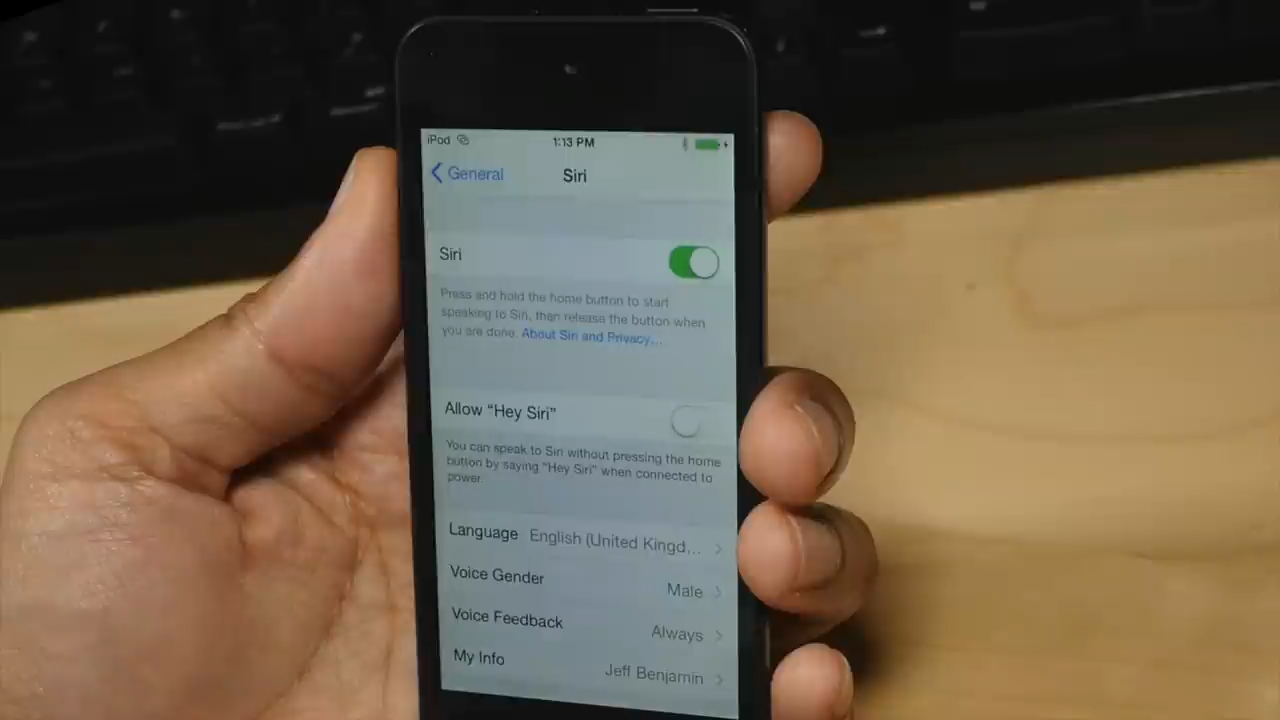 iPod 1:13 PM
General Siri
Siri
Press and hold the home button to start
speaking to Siri, then release the button when
you are done. About Siri and Privacy...
Allow “Hey Siri”
You can speak to Siri without pressing the home
button by saying “Hey Siri” when connected to
power.
Language English (United Kingd...
Voice Gender Male
Voice Feedback Always
My Info Jeff Benjamin